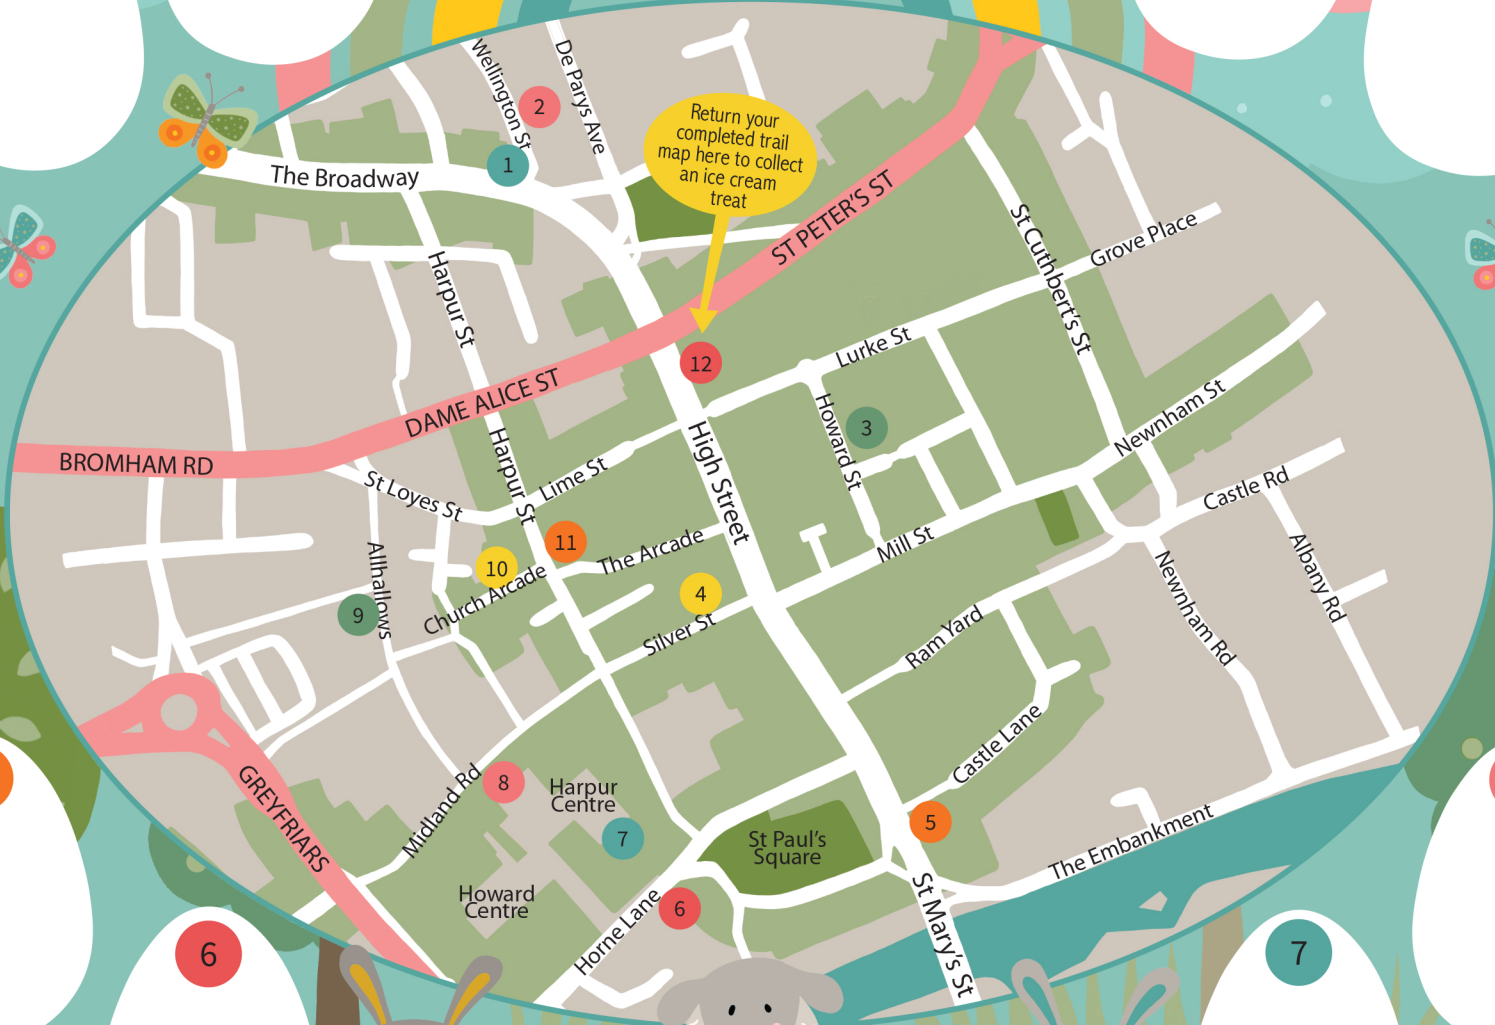 Wellington St
De Parys Ave
2
1
Return your
completed trail
map here to collect
an ice cream
treat
The Broadway
ST PETER'S ST
St Cuthbert's St
Grove Place
Harpur St
Lurke St
12
DAME ALICE ST
Howard St
3
Newnham St
BROMHAM RD
Harpur St
Lime St
High Street
St Loyes St
Castle Rd
11
The Arcade
Mill St
Allhallows
10
Church Arcade
4
Albany Rd
9
Silver St
Ram Yard
Newnham Rd
GREYFRIARS
Midland Rd
8
Harpur
Centre
7
Castle Lane
5
St Paul's
Square
The Embankment
Howard
Centre
Horne Lane
6
St Mary's St
6
7